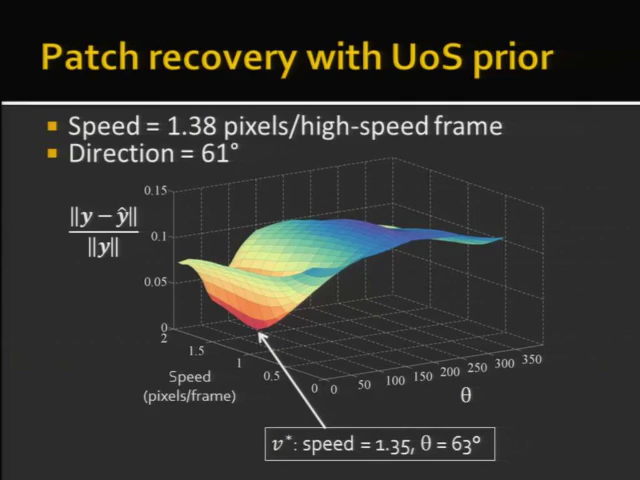 Patch recovery with UoS prior
Speed = 1.38 pixels/high-speed frame
Direction = 61°
‖y − ŷ‖
‖y‖
0.15
0.1
0.05
0
2
1.5
1
0.5
0
0
50
100
150
200
250
300
350
Speed
(pixels/frame)
θ
v*: speed = 1.35, θ = 63°